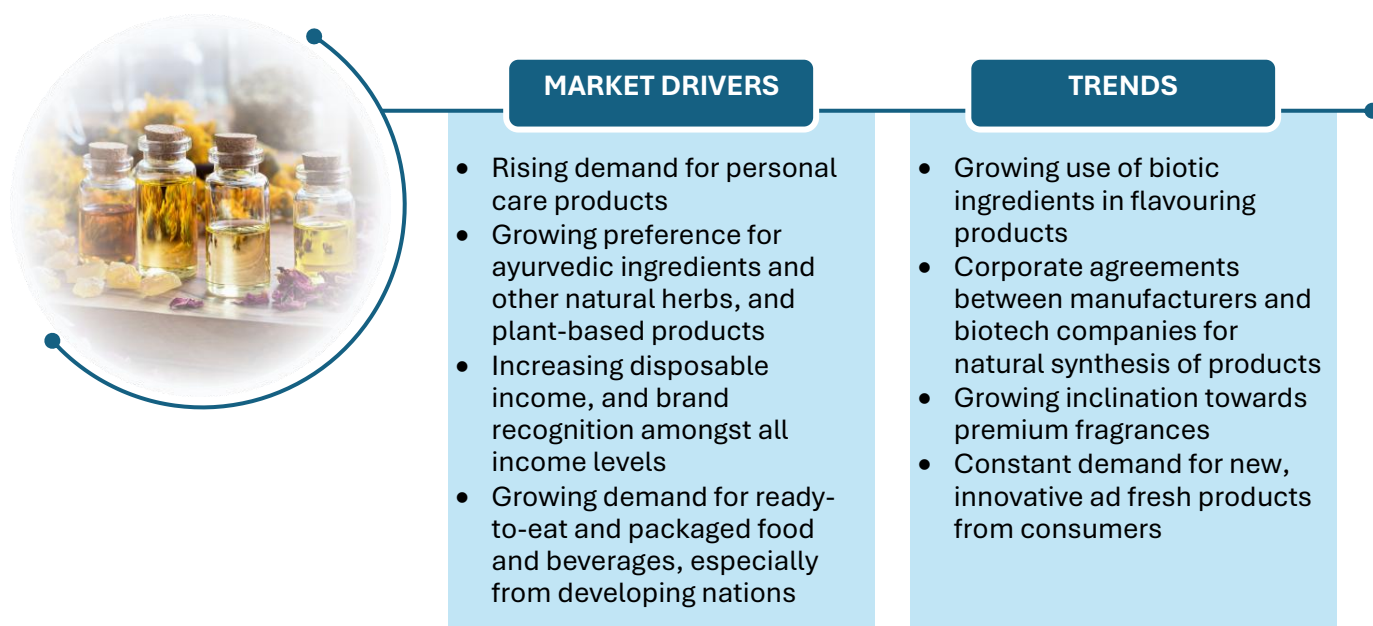 MARKET DRIVERS
• Rising demand for personal
care products
• Growing preference for
ayurvedic ingredients and
other natural herbs, and
plant-based products
• Increasing disposable
income, and brand
recognition amongst all
income levels
• Growing demand for ready-
to-eat and packaged food
and beverages, especially
from developing nations
TRENDS
• Growing use of biotic
ingredients in flavouring
products
• Corporate agreements
between manufacturers and
biotech companies for
natural synthesis of products
• Growing inclination towards
premium fragrances
• Constant demand for new,
innovative ad fresh products
from consumers